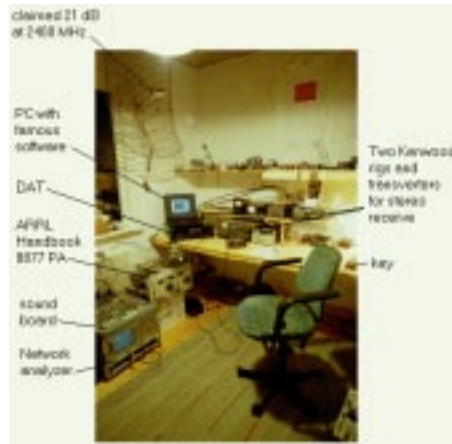 claimed 21 dB
at 2400 MHz
PC with
famous
software
DAT
ARRL
Handbook
8877 PA
sound
board
Network
analyzer
Two Kenwood
rigs and
transverters
for stereo
receive
key